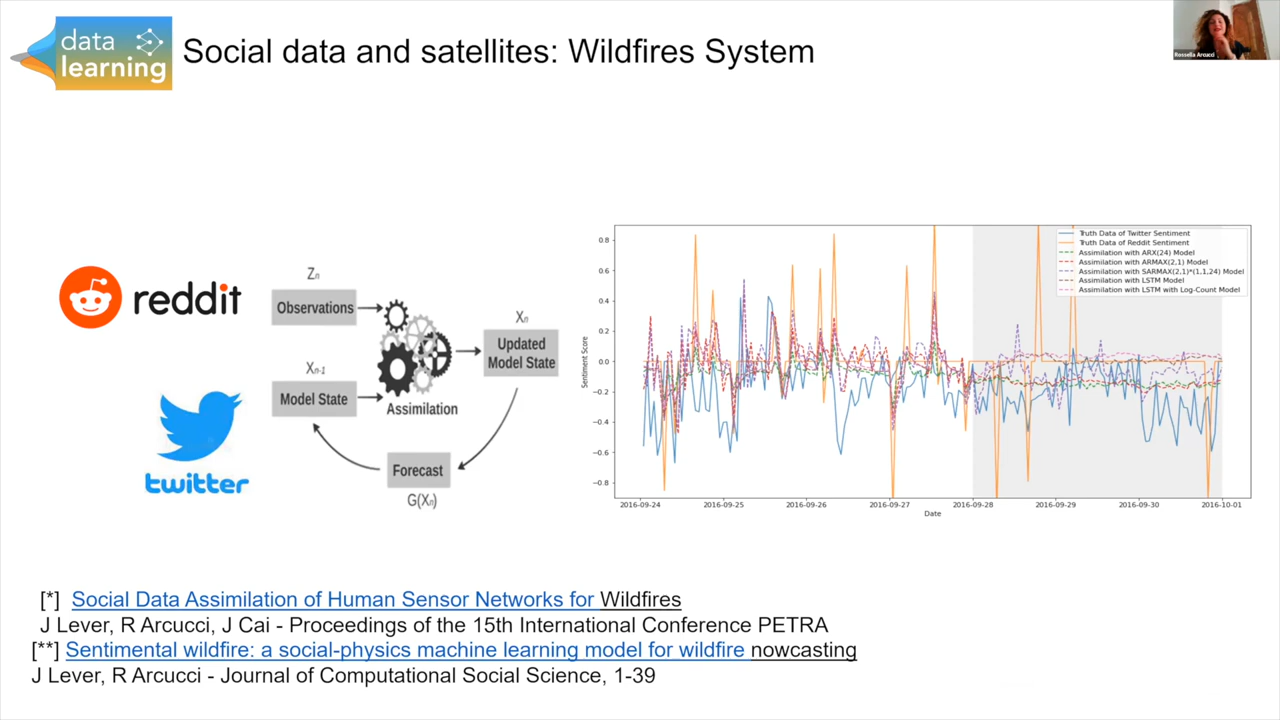 data
learning
Social data and satellites: Wildfires System
Rossella Arcucci
reddit
twitter
Zn
Observations
Xn-1
Model State
Assimilation
Xn
Updated
Model State
Forecast
G(Xn)
Truth Data of Twitter Sentiment
Truth Data of Reddit Sentiment
Assimilation with ARX(24) Model
Assimilation with ARMAX(2,1) Model
Assimilation with SARMAX(2,1)*(1,1,24) Model
Assimilation with LSTM Model
Assimilation with LSTM with Log-Count Model
Sentiment Score
0.8
0.6
0.4
0.2
0.0
−0.2
−0.4
−0.6
−0.8
2016-09-24 2016-09-25 2016-09-26 2016-09-27 2016-09-28 2016-09-29 2016-09-30 2016-10-01
Date
[*] Social Data Assimilation of Human Sensor Networks for Wildfires
J Lever, R Arcucci, J Cai - Proceedings of the 15th International Conference PETRA
[**] Sentimental wildfire: a social-physics machine learning model for wildfire nowcasting
J Lever, R Arcucci - Journal of Computational Social Science, 1-39